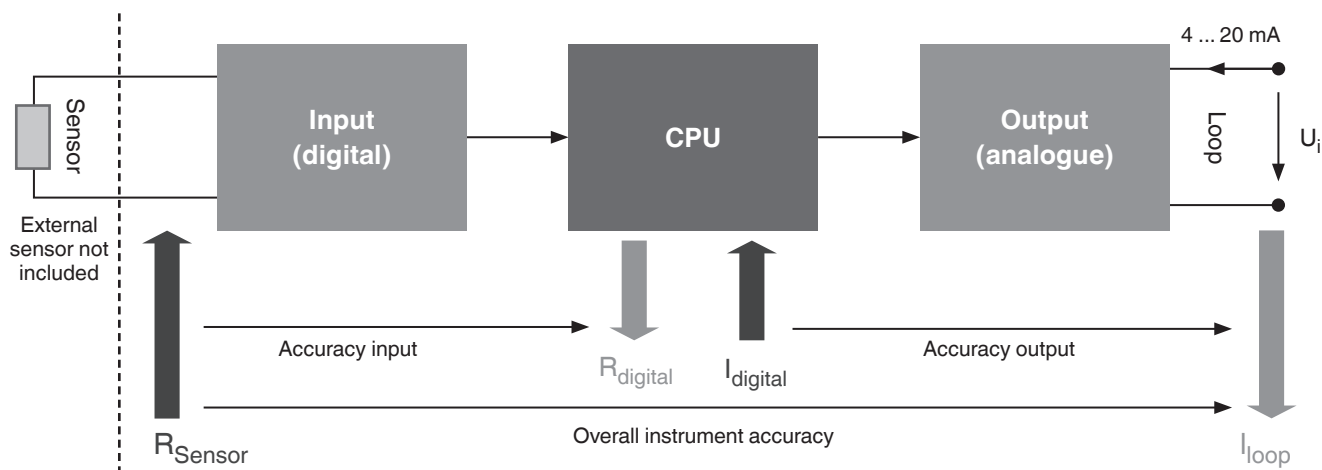 4 ... 20 mA
Sensor
Input
(digital)
CPU
Output
(analogue)
Loop
Ui
External
sensor not
included
Accuracy input
Rdigital
Idigital
Accuracy output
Overall instrument accuracy
RSensor
Iloop